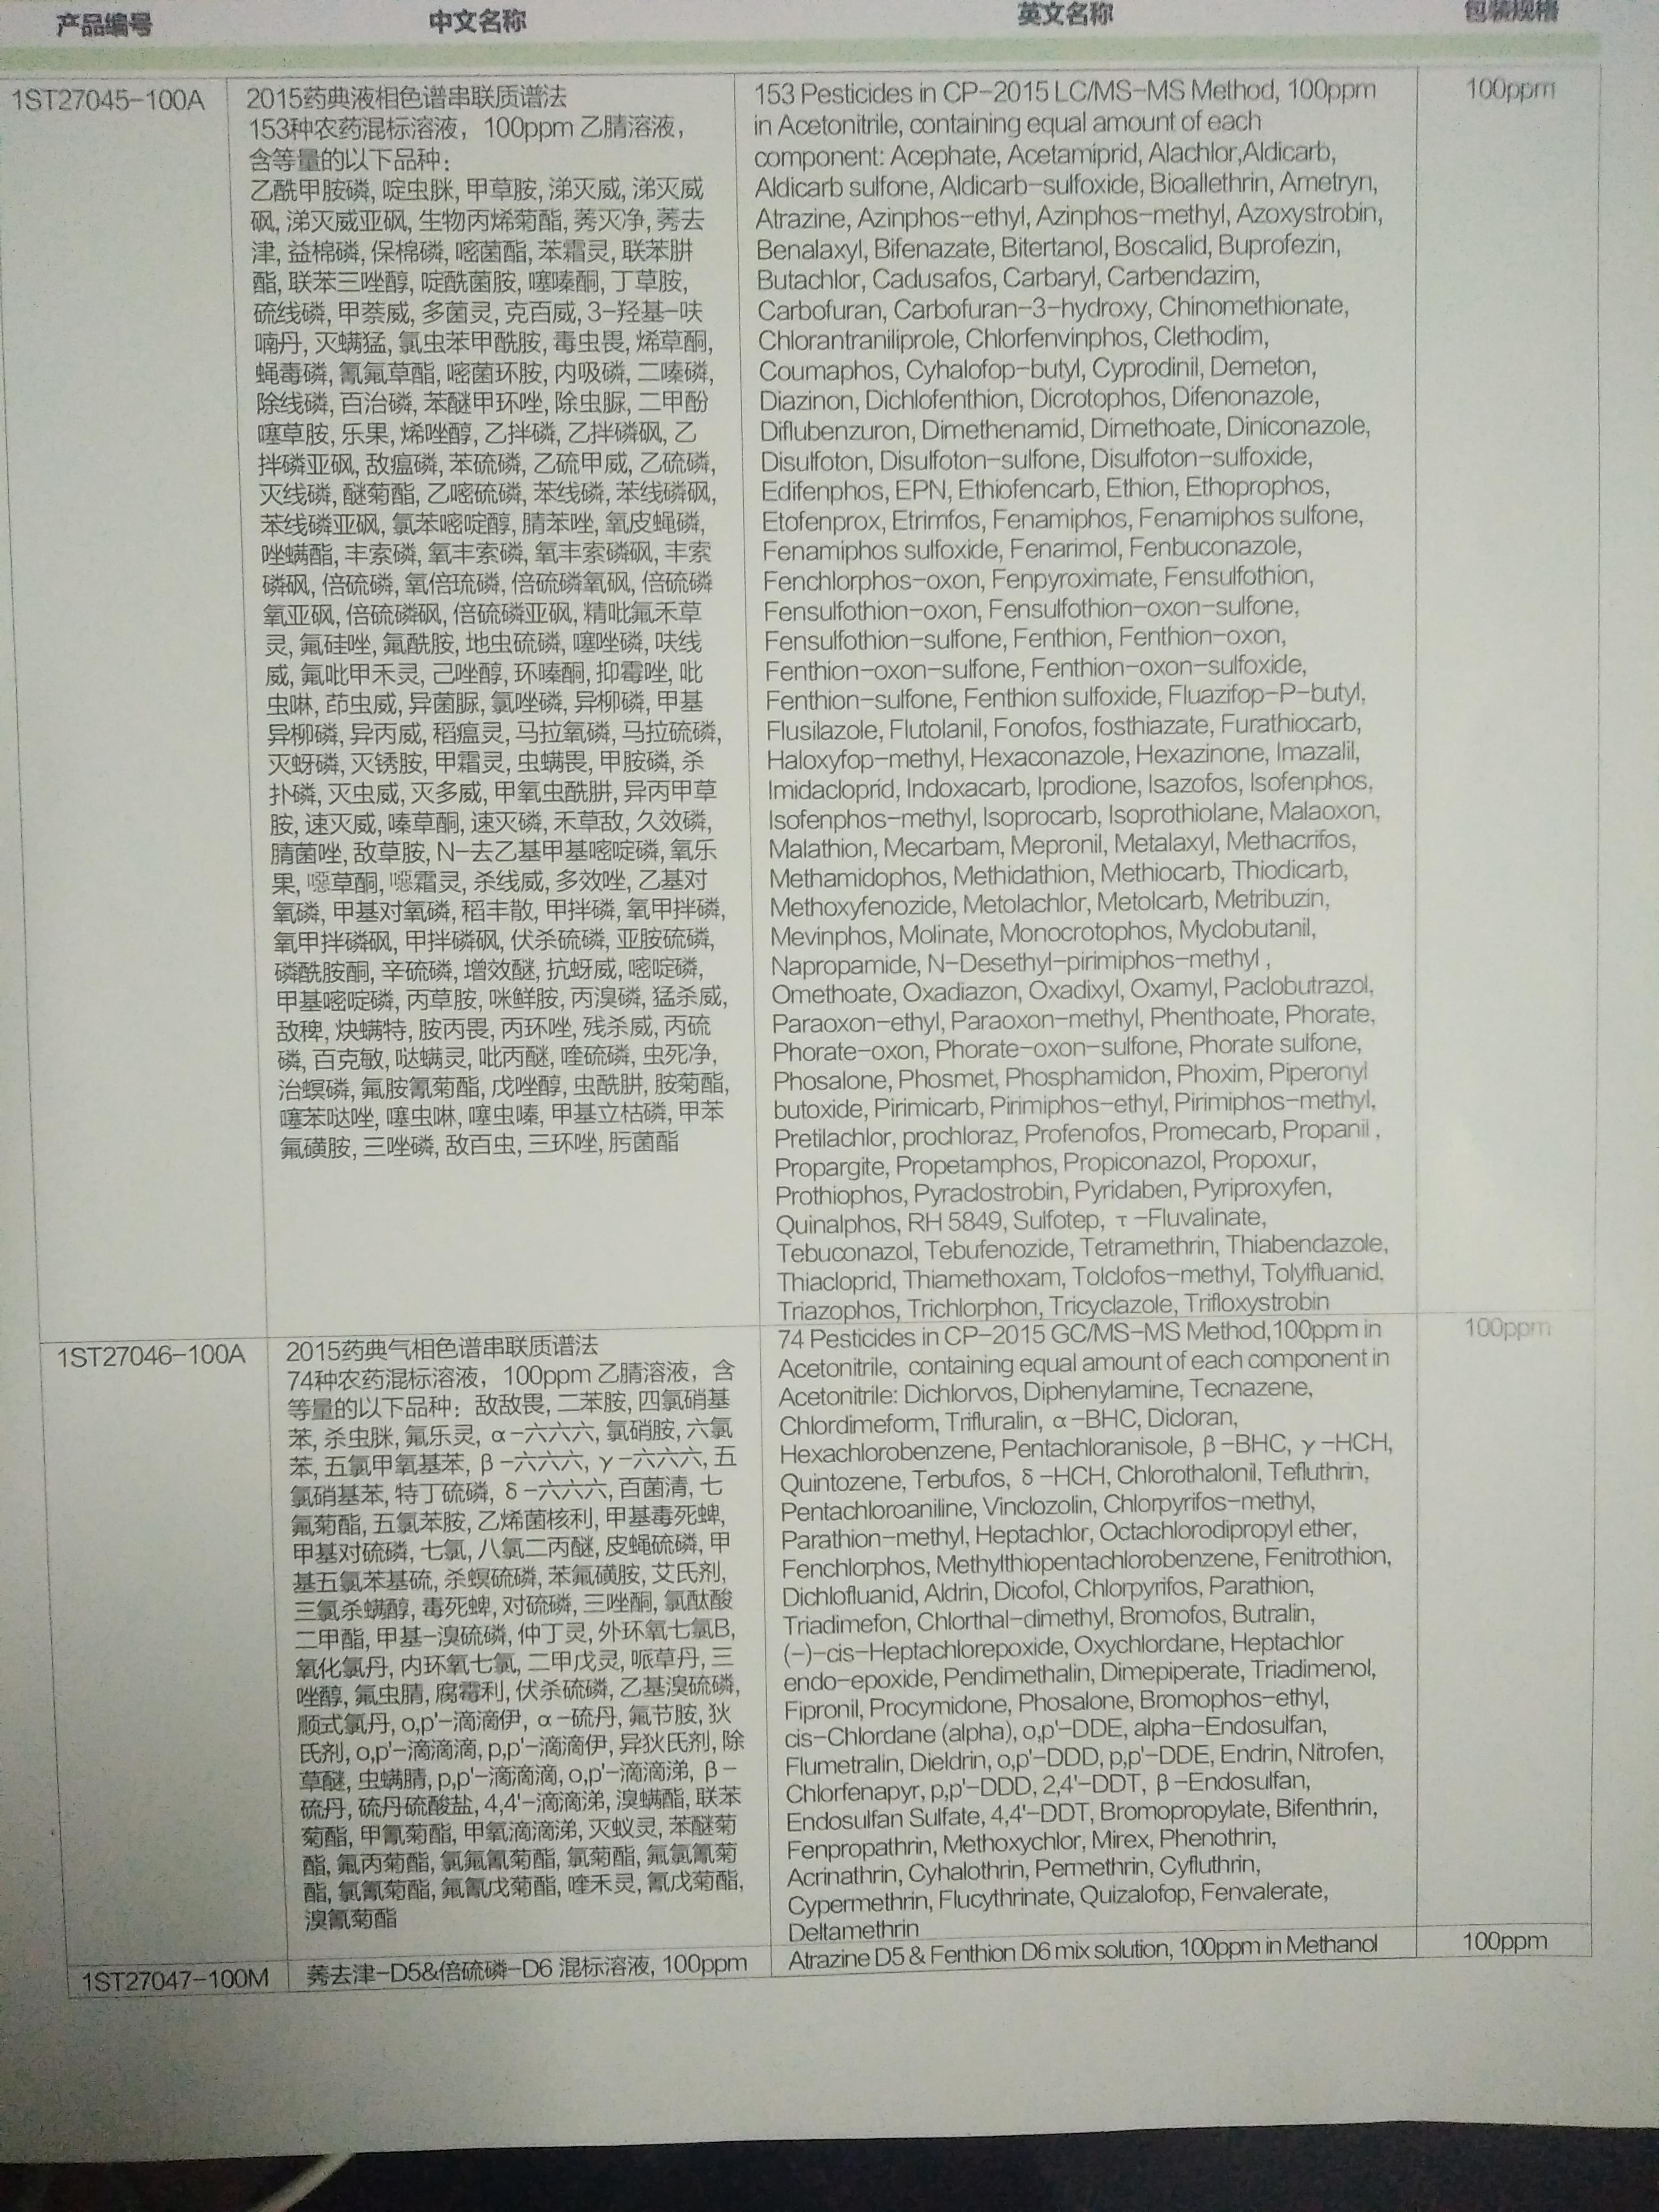 产品编号 中文名称 英文名称 包装规格
1ST27045-100A
2015药典液相色谱串联质谱法
153种农药混标溶液，100ppm 乙腈溶液，
含等量的以下品种：
乙酰甲胺磷, 啶虫脒, 甲草胺, 涕灭威, 涕灭威
砜, 涕灭威亚砜, 生物丙烯菊酯, 莠灭净, 莠去
津, 益棉磷, 保棉磷, 嘧菌酯, 苯霜灵, 联苯肼
酯, 联苯三唑醇, 啶酰菌胺, 噻嗪酮, 丁草胺,
硫线磷, 甲萘威, 多菌灵, 克百威, 3-羟基-呋
喃丹, 灭螨猛, 氯虫苯甲酰胺, 毒虫畏, 烯草酮,
蝇毒磷, 氰氟草酯, 嘧菌环胺, 内吸磷, 二嗪磷,
除线磷, 百治磷, 苯醚甲环唑, 除虫脲, 二甲酚
噻草胺, 乐果, 烯唑醇, 乙拌磷, 乙拌磷砜, 乙
拌磷亚砜, 敌瘟磷, 苯硫磷, 乙硫甲威, 乙硫磷,
灭线磷, 醚菊酯, 乙嘧硫磷, 苯线磷, 苯线磷砜,
苯线磷亚砜, 氯苯嘧啶醇, 腈苯唑, 氧皮蝇磷,
唑螨酯, 丰索磷, 氧丰索磷, 氧丰索磷砜, 丰索
磷砜, 倍硫磷, 氧倍琉磷, 倍硫磷氧砜, 倍硫磷
氧亚砜, 倍硫磷砜, 倍硫磷亚砜, 精吡氟禾草
灵, 氟硅唑, 氟酰胺, 地虫硫磷, 噻唑磷, 呋线
威, 氟吡甲禾灵, 己唑醇, 环嗪酮, 抑霉唑, 吡
虫啉, 茚虫威, 异菌脲, 氯唑磷, 异柳磷, 甲基
异柳磷, 异丙威, 稻瘟灵, 马拉氧磷, 马拉硫磷,
灭蚜磷, 灭锈胺, 甲霜灵, 虫螨畏, 甲胺磷, 杀
扑磷, 灭虫威, 灭多威, 甲氧虫酰肼, 异丙甲草
胺, 速灭威, 嗪草酮, 速灭磷, 禾草敌, 久效磷,
腈菌唑, 敌草胺, N-去乙基甲基嘧啶磷, 氧乐
果, 噁草酮, 噁霜灵, 杀线威, 多效唑, 乙基对
氧磷, 甲基对氧磷, 稻丰散, 甲拌磷, 氧甲拌磷,
氧甲拌磷砜, 甲拌磷砜, 伏杀硫磷, 亚胺硫磷,
磷酰胺酮, 辛硫磷, 增效醚, 抗蚜威, 嘧啶磷,
甲基嘧啶磷, 丙草胺, 咪鲜胺, 丙溴磷, 猛杀威,
敌稗, 炔螨特, 胺丙畏, 丙环唑, 残杀威, 丙硫
磷, 百克敏, 哒螨灵, 吡丙醚, 喹硫磷, 虫死净,
治螟磷, 氟胺氰菊酯, 戊唑醇, 虫酰肼, 胺菊酯,
噻苯哒唑, 噻虫啉, 噻虫嗪, 甲基立枯磷, 甲苯
氟磺胺, 三唑磷, 敌百虫, 三环唑, 肟菌酯
153 Pesticides in CP-2015 LC/MS-MS Method, 100ppm
in Acetonitrile, containing equal amount of each
component: Acephate, Acetamiprid, Alachlor,Aldicarb,
Aldicarb sulfone, Aldicarb-sulfoxide, Bioallethrin, Ametryn,
Atrazine, Azinphos-ethyl, Azinphos-methyl, Azoxystrobin,
Benalaxyl, Bifenazate, Bitertanol, Boscalid, Buprofezin,
Butachlor, Cadusafos, Carbaryl, Carbendazim,
Carbofuran, Carbofuran-3-hydroxy, Chinomethionate,
Chlorantraniliprole, Chlorfenvinphos, Clethodim,
Coumaphos, Cyhalofop-butyl, Cyprodinil, Demeton,
Diazinon, Dichlofenthion, Dicrotophos, Difenonazole,
Diflubenzuron, Dimethenamid, Dimethoate, Diniconazole,
Disulfoton, Disulfoton-sulfone, Disulfoton-sulfoxide,
Edifenphos, EPN, Ethiofencarb, Ethion, Ethoprophos,
Etofenprox, Etrimfos, Fenamiphos, Fenamiphos sulfone,
Fenamiphos sulfoxide, Fenarimol, Fenbuconazole,
Fenchlorphos-oxon, Fenpyroximate, Fensulfothion,
Fensulfothion-oxon, Fensulfothion-oxon-sulfone,
Fensulfothion-sulfone, Fenthion, Fenthion-oxon,
Fenthion-oxon-sulfone, Fenthion-oxon-sulfoxide,
Fenthion-sulfone, Fenthion sulfoxide, Fluazifop-P-butyl,
Flusilazole, Flutolanil, Fonofos, fosthiazate, Furathiocarb,
Haloxyfop-methyl, Hexaconazole, Hexazinone, Imazalil,
Imidacloprid, Indoxacarb, Iprodione, Isazofos, Isofenphos,
Isofenphos-methyl, Isoprocarb, Isoprothiolane, Malaoxon,
Malathion, Mecarbam, Mepronil, Metalaxyl, Methacrifos,
Methamidophos, Methidathion, Methiocarb, Thiodicarb,
Methoxyfenozide, Metolachlor, Metolcarb, Metribuzin,
Mevinphos, Molinate, Monocrotophos, Myclobutanil,
Napropamide, N-Desethyl-pirimiphos-methyl ,
Omethoate, Oxadiazon, Oxadixyl, Oxamyl, Paclobutrazol,
Paraoxon-ethyl, Paraoxon-methyl, Phenthoate, Phorate,
Phorate-oxon, Phorate-oxon-sulfone, Phorate sulfone,
Phosalone, Phosmet, Phosphamidon, Phoxim, Piperonyl
butoxide, Pirimicarb, Pirimiphos-ethyl, Pirimiphos-methyl,
Pretilachlor, prochloraz, Profenofos, Promecarb, Propanil ,
Propargite, Propetamphos, Propiconazol, Propoxur,
Prothiophos, Pyraclostrobin, Pyridaben, Pyriproxyfen,
Quinalphos, RH 5849, Sulfotep, τ-Fluvalinate,
Tebuconazol, Tebufenozide, Tetramethrin, Thiabendazole,
Thiacloprid, Thiamethoxam, Tolclofos-methyl, Tolylfluanid,
Triazophos, Trichlorphon, Tricyclazole, Trifloxystrobin
100ppm
1ST27046-100A
2015药典气相色谱串联质谱法
74种农药混标溶液，100ppm 乙腈溶液，含
等量的以下品种：敌敌畏, 二苯胺, 四氯硝基
苯, 杀虫脒, 氟乐灵, α-六六六, 氯硝胺, 六氯
苯, 五氯甲氧基苯, β-六六六, γ-六六六, 五
氯硝基苯, 特丁硫磷, δ-六六六, 百菌清, 七
氟菊酯, 五氯苯胺, 乙烯菌核利, 甲基毒死蜱,
甲基对硫磷, 七氯, 八氯二丙醚, 皮蝇硫磷, 甲
基五氯苯基硫, 杀螟硫磷, 苯氟磺胺, 艾氏剂,
三氯杀螨醇, 毒死蜱, 对硫磷, 三唑酮, 氯酞酸
二甲酯, 甲基-溴硫磷, 仲丁灵, 外环氧七氯B,
氧化氯丹, 内环氧七氯, 二甲戊灵, 哌草丹, 三
唑醇, 氟虫腈, 腐霉利, 伏杀硫磷, 乙基溴硫磷,
顺式氯丹, o,p'-滴滴伊, α-硫丹, 氟节胺, 狄
氏剂, o,p'-滴滴滴, p,p'-滴滴伊, 异狄氏剂, 除
草醚, 虫螨腈, p,p'-滴滴滴, o,p'-滴滴涕, β-
硫丹, 硫丹硫酸盐, 4,4'-滴滴涕, 溴螨酯, 联苯
菊酯, 甲氰菊酯, 甲氧滴滴涕, 灭蚁灵, 苯醚菊
酯, 氟丙菊酯, 氯氟氰菊酯, 氯菊酯, 氟氯氰菊
酯, 氯氰菊酯, 氟氰戊菊酯, 喹禾灵, 氰戊菊酯,
溴氰菊酯
74 Pesticides in CP-2015 GC/MS-MS Method,100ppm in
Acetonitrile, containing equal amount of each component in
Acetonitrile: Dichlorvos, Diphenylamine, Tecnazene,
Chlordimeform, Trifluralin, α-BHC, Dicloran,
Hexachlorobenzene, Pentachloranisole, β-BHC, γ-HCH,
Quintozene, Terbufos, δ-HCH, Chlorothalonil, Tefluthrin,
Pentachloroaniline, Vinclozolin, Chlorpyrifos-methyl,
Parathion-methyl, Heptachlor, Octachlorodipropyl ether,
Fenchlorphos, Methylthiopentachlorobenzene, Fenitrothion,
Dichlofluanid, Aldrin, Dicofol, Chlorpyrifos, Parathion,
Triadimefon, Chlorthal-dimethyl, Bromofos, Butralin,
(-)-cis-Heptachlorepoxide, Oxychlordane, Heptachlor
endo-epoxide, Pendimethalin, Dimepiperate, Triadimenol,
Fipronil, Procymidone, Phosalone, Bromophos-ethyl,
cis-Chlordane (alpha), o,p'-DDE, alpha-Endosulfan,
Flumetralin, Dieldrin, o,p'-DDD, p,p'-DDE, Endrin, Nitrofen,
Chlorfenapyr, p,p'-DDD, 2,4'-DDT, β-Endosulfan,
Endosulfan Sulfate, 4,4'-DDT, Bromopropylate, Bifenthrin,
Fenpropathrin, Methoxychlor, Mirex, Phenothrin,
Acrinathrin, Cyhalothrin, Permethrin, Cyfluthrin,
Cypermethrin, Flucythrinate, Quizalofop, Fenvalerate,
Deltamethrin
100ppm
1ST27047-100M
莠去津-D5&倍硫磷-D6 混标溶液, 100ppm
Atrazine D5 & Fenthion D6 mix solution, 100ppm in Methanol
100ppm